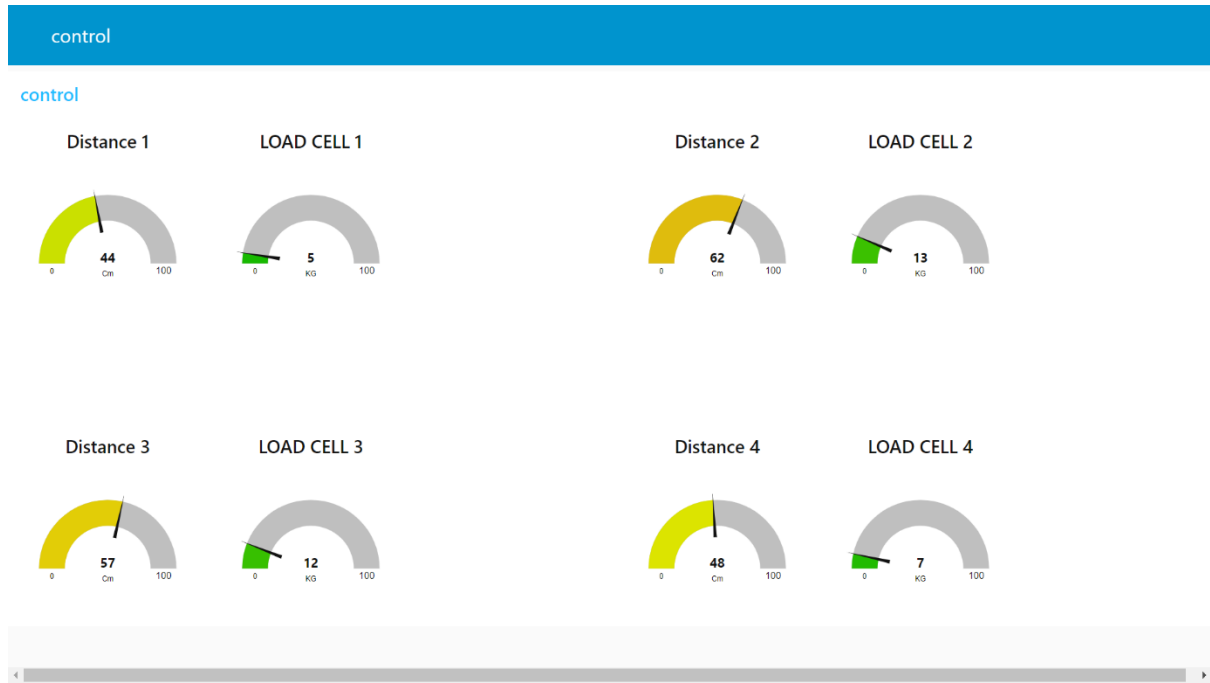 control
control
Distance 1
LOAD CELL 1
Distance 2
LOAD CELL 2
44
5
62
13
0
Cm
100
0
KG
100
0
Cm
100
0
KG
100
Distance 3
LOAD CELL 3
Distance 4
LOAD CELL 4
57
12
48
7
0
Cm
100
0
KG
100
0
Cm
100
0
KG
100